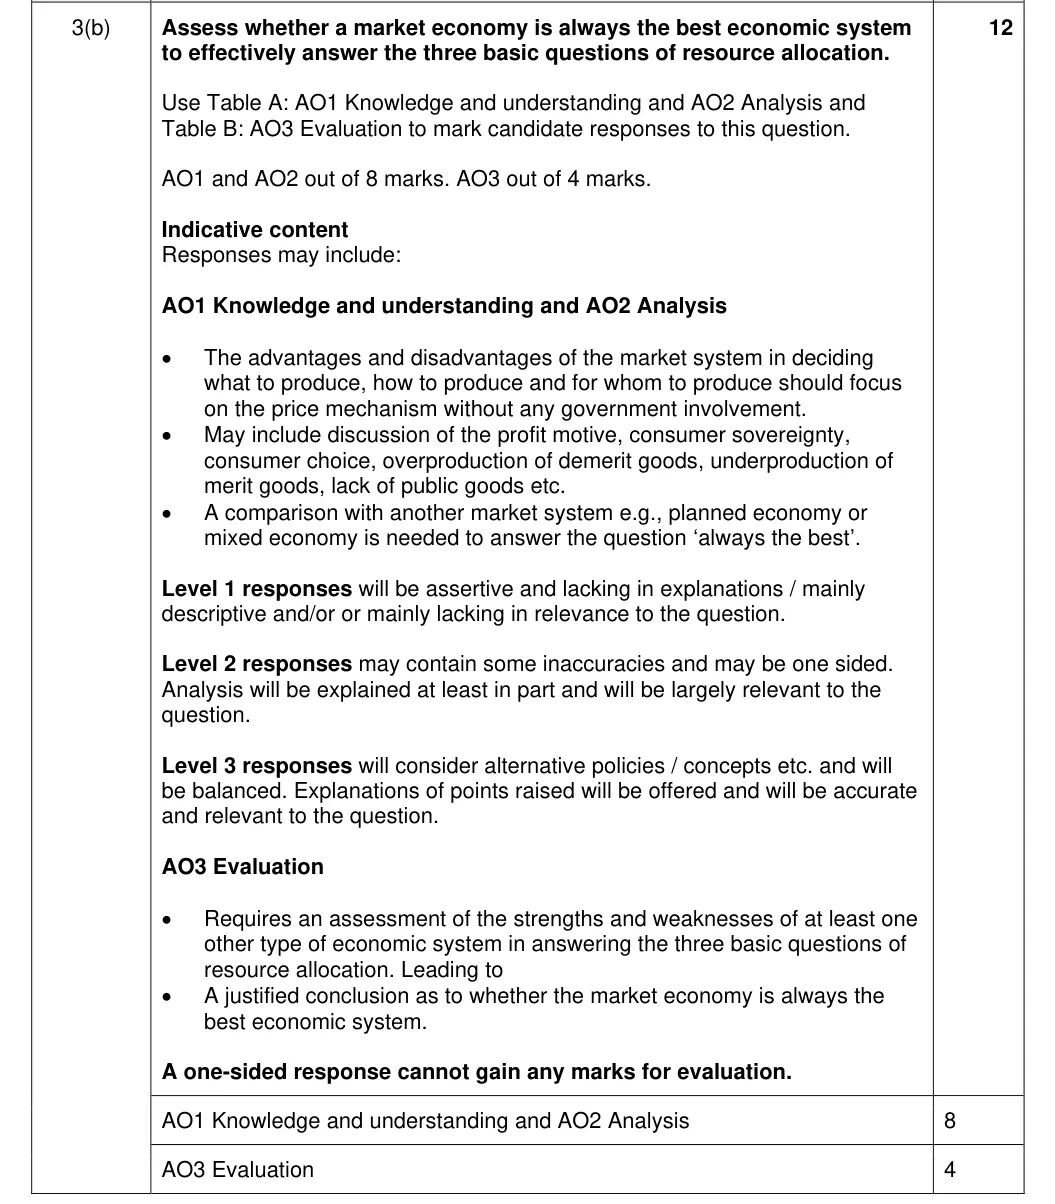 3(b)
Assess whether a market economy is always the best economic system
12
to effectively answer the three basic questions of resource allocation.
Use Table A: AO1 Knowledge and understanding and AO2 Analysis and
Table B: AO3 Evaluation to mark candidate responses to this question.
AO1 and AO2 out of 8 marks. AO3 out of 4 marks.
Indicative content
Responses may include:
AO1 Knowledge and understanding and AO2 Analysis
• The advantages and disadvantages of the market system in deciding
what to produce, how to produce and for whom to produce should focus
on the price mechanism without any government involvement.
• May include discussion of the profit motive, consumer sovereignty,
consumer choice, overproduction of demerit goods, underproduction of
merit goods, lack of public goods etc.
• A comparison with another market system e.g., planned economy or
mixed economy is needed to answer the question ‘always the best’.
Level 1 responses will be assertive and lacking in explanations / mainly
descriptive and/or or mainly lacking in relevance to the question.
Level 2 responses may contain some inaccuracies and may be one sided.
Analysis will be explained at least in part and will be largely relevant to the
question.
Level 3 responses will consider alternative policies / concepts etc. and will
be balanced. Explanations of points raised will be offered and will be accurate
and relevant to the question.
AO3 Evaluation
• Requires an assessment of the strengths and weaknesses of at least one
other type of economic system in answering the three basic questions of
resource allocation. Leading to
• A justified conclusion as to whether the market economy is always the
best economic system.
A one-sided response cannot gain any marks for evaluation.
AO1 Knowledge and understanding and AO2 Analysis
8
AO3 Evaluation
4